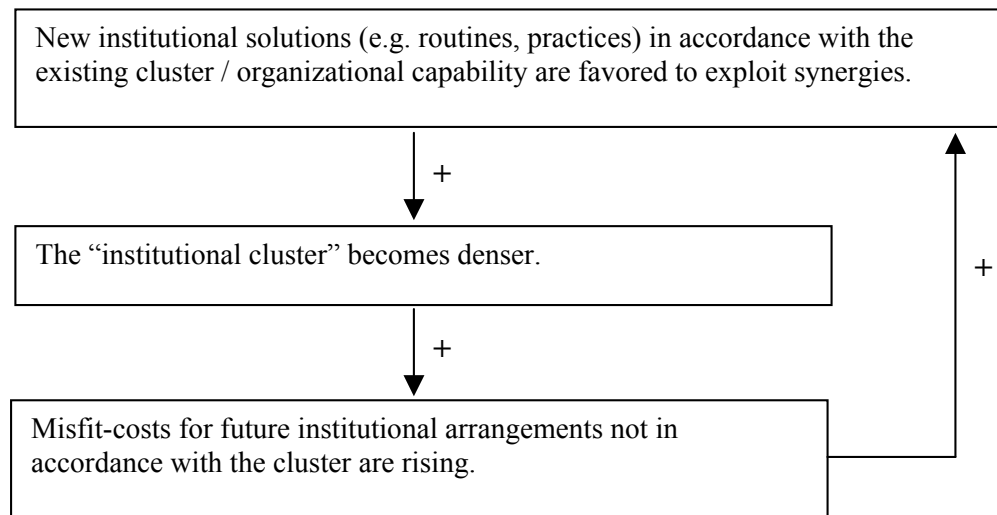 New institutional solutions (e.g. routines, practices) in accordance with the
existing cluster / organizational capability are favored to exploit synergies.
+
The “institutional cluster” becomes denser.
+
+
Misfit-costs for future institutional arrangements not in
accordance with the cluster are rising.